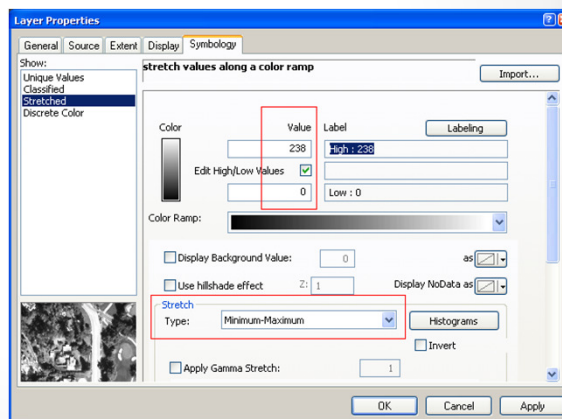 Layer Properties
General Source Extent Display Symbology
Show:
Unique Values
Classified
Stretched
Discrete Color
stretch values along a color ramp
Import...
Color Value Label Labeling
238 High : 238
Edit High/Low Values
0 Low : 0
Color Ramp:
Display Background Value: 0 as
Use hillshade effect Z: 1 Display NoData as
Stretch
Type: Minimum-Maximum Histograms
Invert
Apply Gamma Stretch: 1
OK Cancel Apply